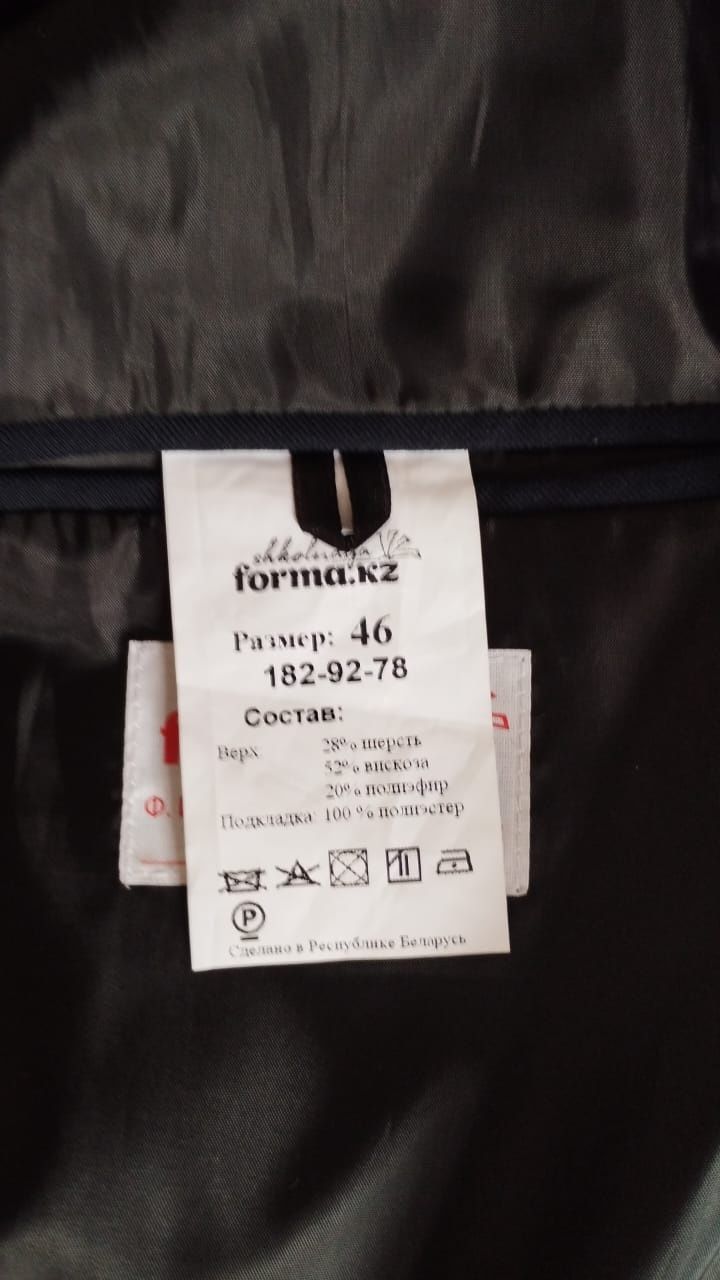 shkolnaya
forma.kz
Размер: 46
182-92-78
Состав:
Верх 28% шерсть
52% вискоза
20% полиэфир
Подкладка: 100 % полиэстер
P
Сделано в Республике Беларусь
Ф.